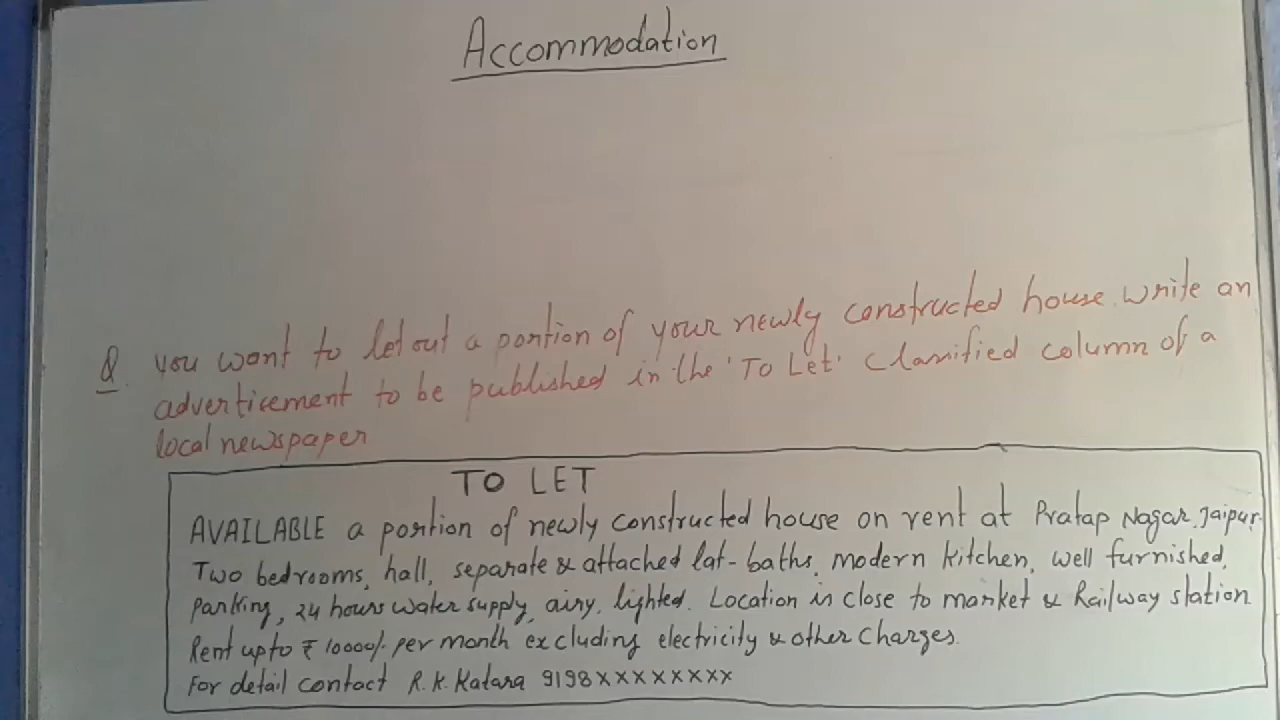 Accommodation
Q. you want to let out a portion of your newly constructed house. write an
adverticement to be published in the 'To Let' Classified column of a
local newspaper
TO LET
AVAILABLE a portion of newly constructed house on rent at Pratap Nagar, Jaipur.
Two bedrooms, hall, separate & attached lat-baths, modern kitchen, well furnished,
parking, 24 hours water supply, airy, lighted. Location is close to market & Railway station
Rent upto ₹ 10000/- per month excluding electricity & other charges.
For detail contact R.K. Katara 9198XXXXXXXX